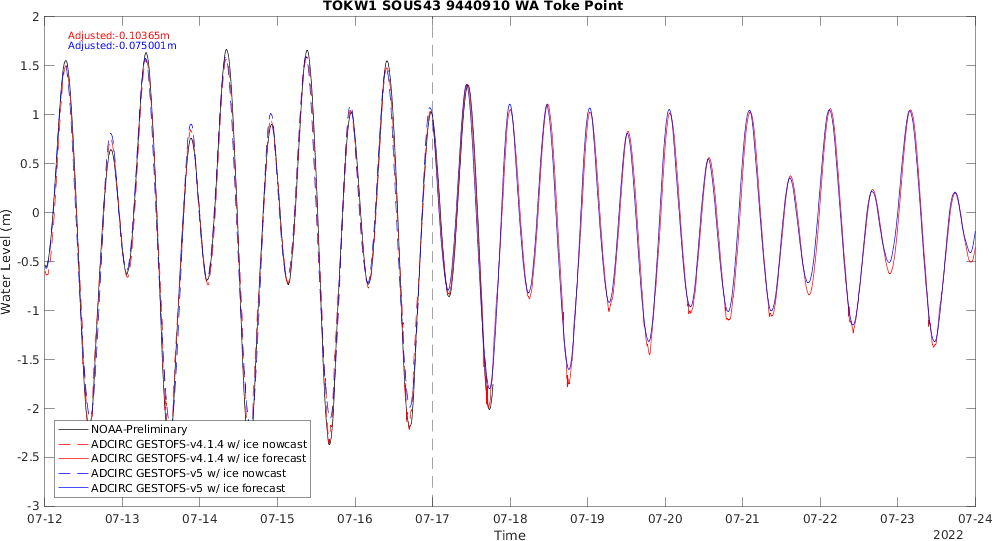 TOKW1 SOUS43 9440910 WA Toke Point
Adjusted:-0.10365m
Adjusted:-0.075001m
2
1.5
1
0.5
0
-0.5
-1
-1.5
-2
-2.5
-3
Water Level (m)
NOAA-Preliminary
ADCIRC GESTOFS-v4.1.4 w/ ice nowcast
ADCIRC GESTOFS-v4.1.4 w/ ice forecast
ADCIRC GESTOFS-v5 w/ ice nowcast
ADCIRC GESTOFS-v5 w/ ice forecast
07-12 07-13 07-14 07-15 07-16 07-17 07-18 07-19 07-20 07-21 07-22 07-23 07-24
Time
2022